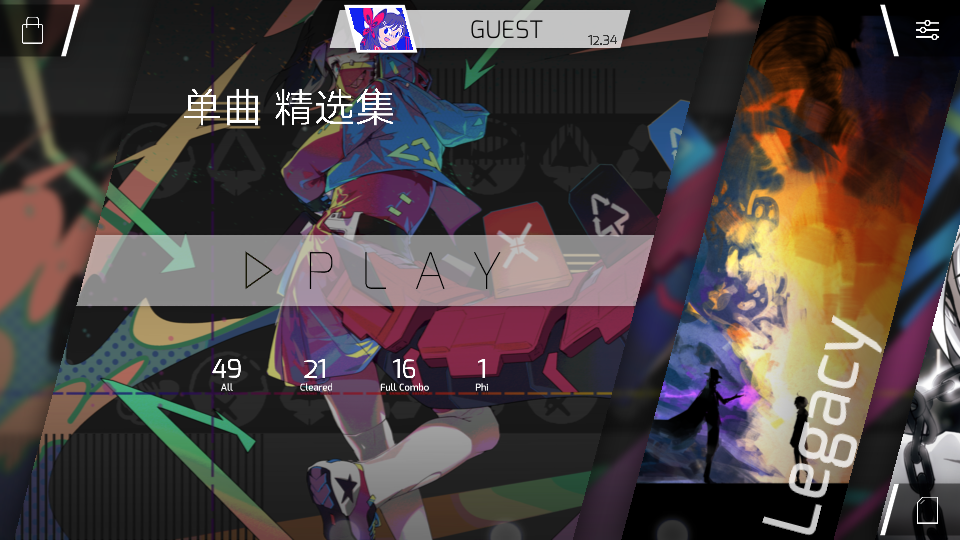 GUEST
12.34
单曲 精选集
PLAY
49 21 16 1
All Cleared Full Combo Phi
Legacy